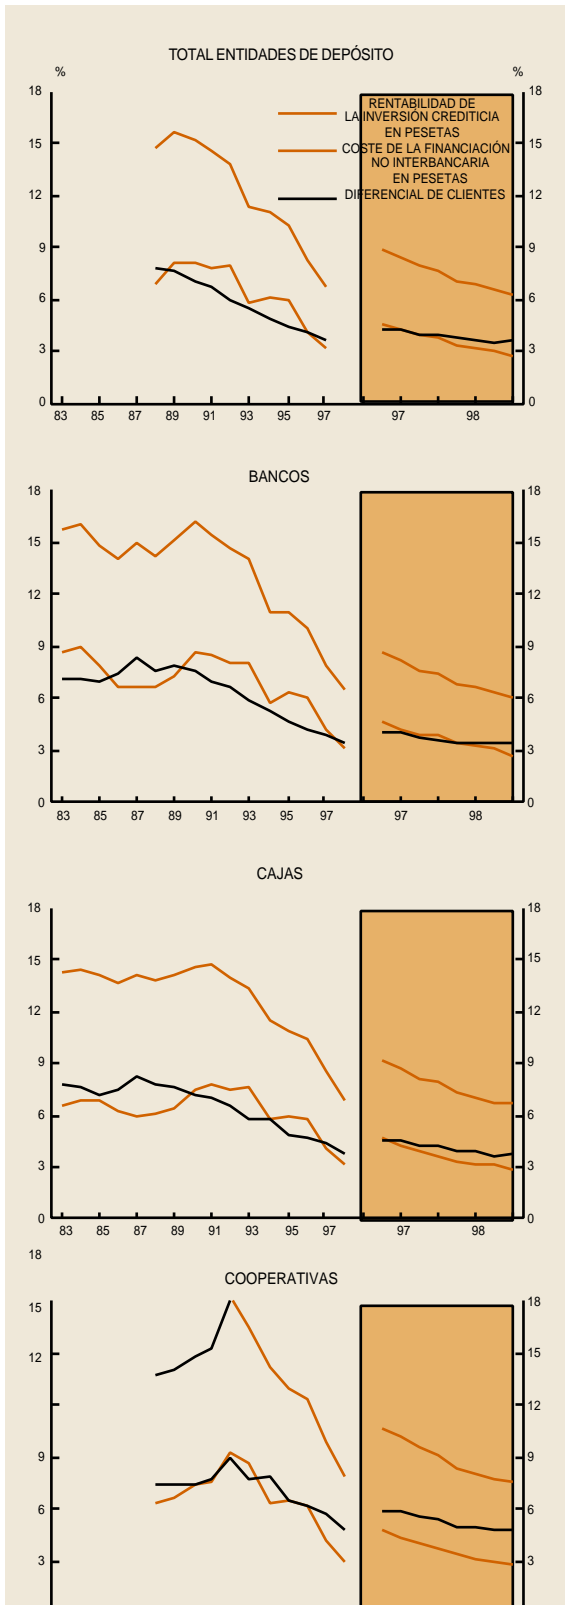 TOTAL ENTIDADES DE DEPÓSITO
% %
18 18
RENTABILIDAD DE
LA INVERSIÓN CREDITICIA
EN PESETAS
15 15
COSTE DE LA FINANCIACIÓN
NO INTERBANCARIA
EN PESETAS
12 12
DIFERENCIAL DE CLIENTES
9 9
6 6
3 3
0 0
83 85 87 89 91 93 95 97 97 98
BANCOS
18 18
15 15
12 12
9 9
6 6
3 3
0 0
83 85 87 89 91 93 95 97 97 98
CAJAS
18 18
15 15
12 12
9 9
6 6
3 3
0 0
83 85 87 89 91 93 95 97 97 98
18
COOPERATIVAS
15 18
12 15
12
9 9
6 6
3 3